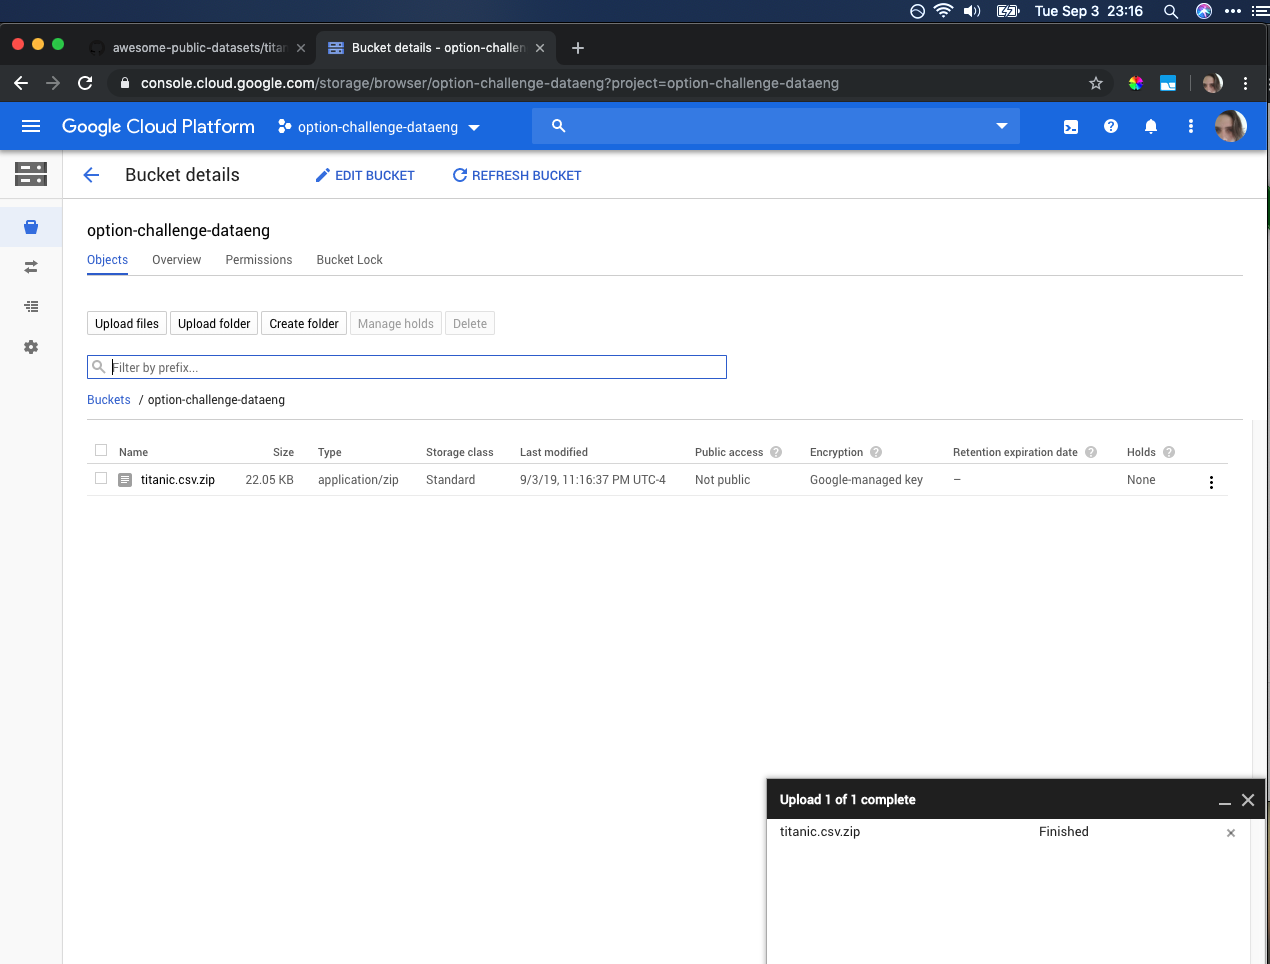 Tue Sep 3 23:16
awesome-public-datasets/titan
Bucket details - option-challen
console.cloud.google.com/storage/browser/option-challenge-dataeng?project=option-challenge-dataeng
Google Cloud Platform option-challenge-dataeng
Bucket details EDIT BUCKET REFRESH BUCKET
option-challenge-dataeng
Objects Overview Permissions Bucket Lock
Upload files Upload folder Create folder Manage holds Delete
Filter by prefix...
Buckets / option-challenge-dataeng
Name Size Type Storage class Last modified Public access Encryption Retention expiration date Holds
titanic.csv.zip 22.05 KB application/zip Standard 9/3/19, 11:16:37 PM UTC-4 Not public Google-managed key – None
Upload 1 of 1 complete
titanic.csv.zip Finished